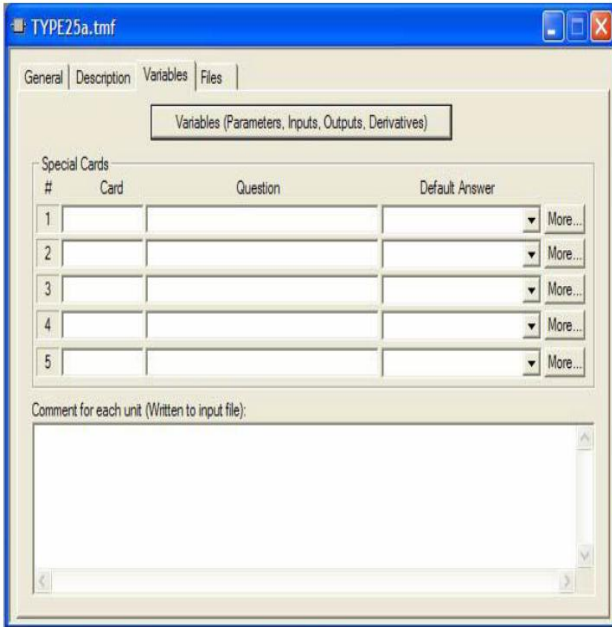 TYPE25a.tmf
General Description Variables Files
Variables (Parameters, Inputs, Outputs, Derivatives)
Special Cards
# Card Question Default Answer
1 More...
2 More...
3 More...
4 More...
5 More...
Comment for each unit (Written to input file):